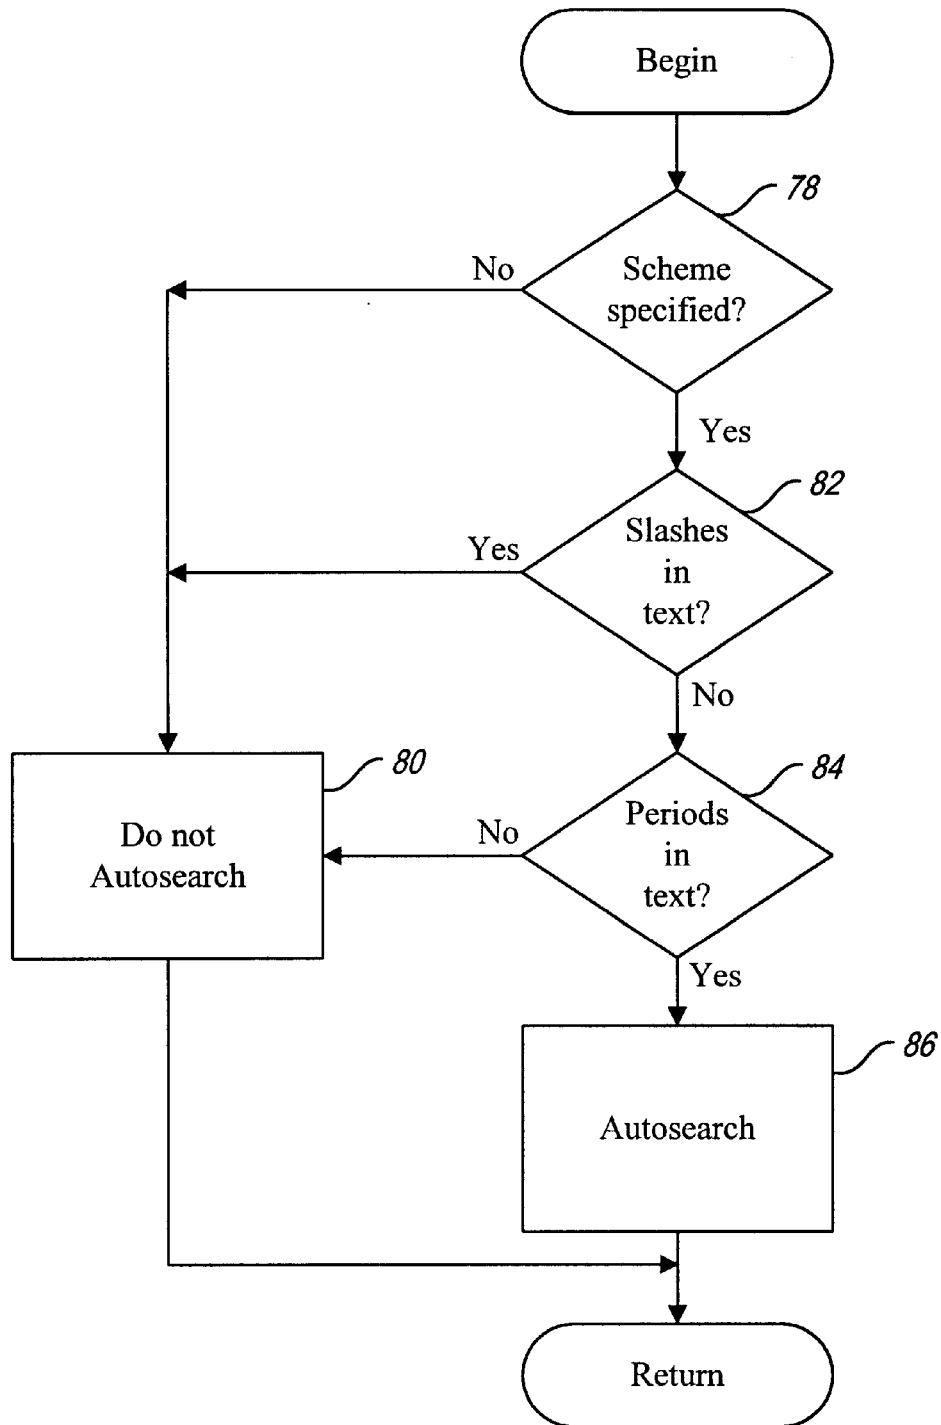 Begin
78
No
Scheme
specified?
Yes
82
Yes
Slashes
in
text?
No
80
84
Do not
Autosearch
No
Periods
in
text?
Yes
86
Autosearch
Return